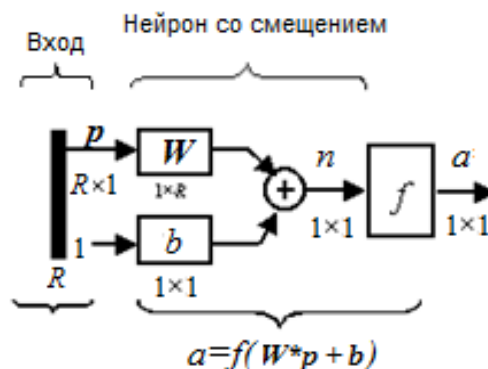 Вход
Нейрон со смещением
p
W
n
a
R×1
1×R
f
1×1
1×1
1
b
R
1×1
a=f(W*p+b)